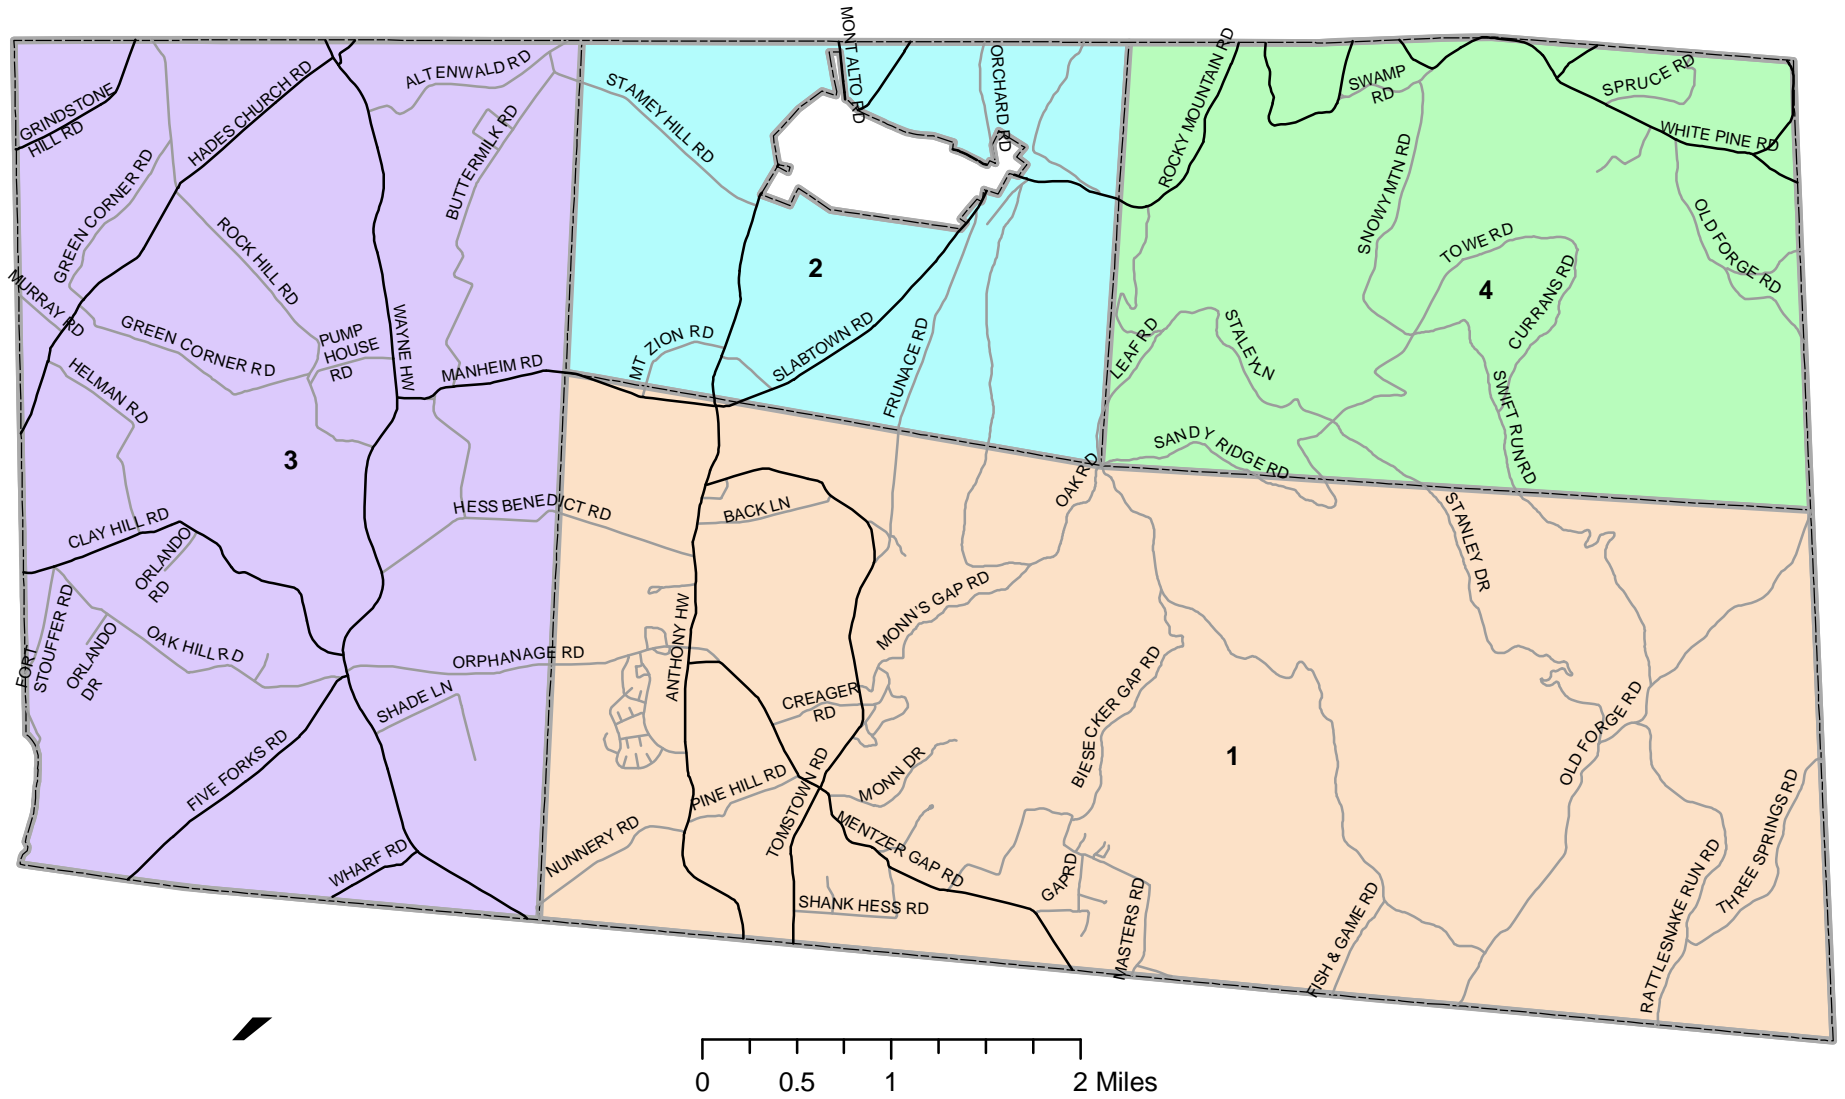 MONT ALTO RD
ORCHARD RD
ROCKY MOUNTAIN RD
GRINDSTONE
HILL RD
HADES CHURCH RD
ALTENWALD RD
STAMEY HILL RD
SWAMP
RD
SPRUCE RD
WHITE PINE RD
BUTTERMILK RD
GREEN CORNER RD
SNOWY MTN RD
OLD FORGE RD
ROCK HILL RD
TOWE RD
CURRANS RD
MURRAY RD
2
4
GREEN CORNER RD
PUMP
HOUSE
RD
WAYNE HW
MANHEIM RD
MT ZION RD
SLABTOWN RD
FRUNACE RD
LEAF RD
STALEY LN
SWIFT RUN RD
HELMAN RD
3
SANDY RIDGE RD
OAK RD
CLAY HILL RD
HESS BENEDICT RD
BACK LN
STANLEY DR
ORLANDO
RD
FORT
STOUFFER RD
ORLANDO
DR
OAK HILL RD
ORPHANAGE RD
ANTHONY HW
MONN'S GAP RD
BIESECKER GAP RD
SHADE LN
CREAGER
RD
OLD FORGE RD
1
FIVE FORKS RD
PINE HILL RD
TOMSTOWN RD
MONN DR
THREE SPRINGS RD
NUNNERY RD
MENTZER GAP RD
WHARF RD
GAP RD
MASTERS RD
SHANK HESS RD
FISH & GAME RD
RATTLESNAKE RUN RD
0 0.5 1 2 Miles